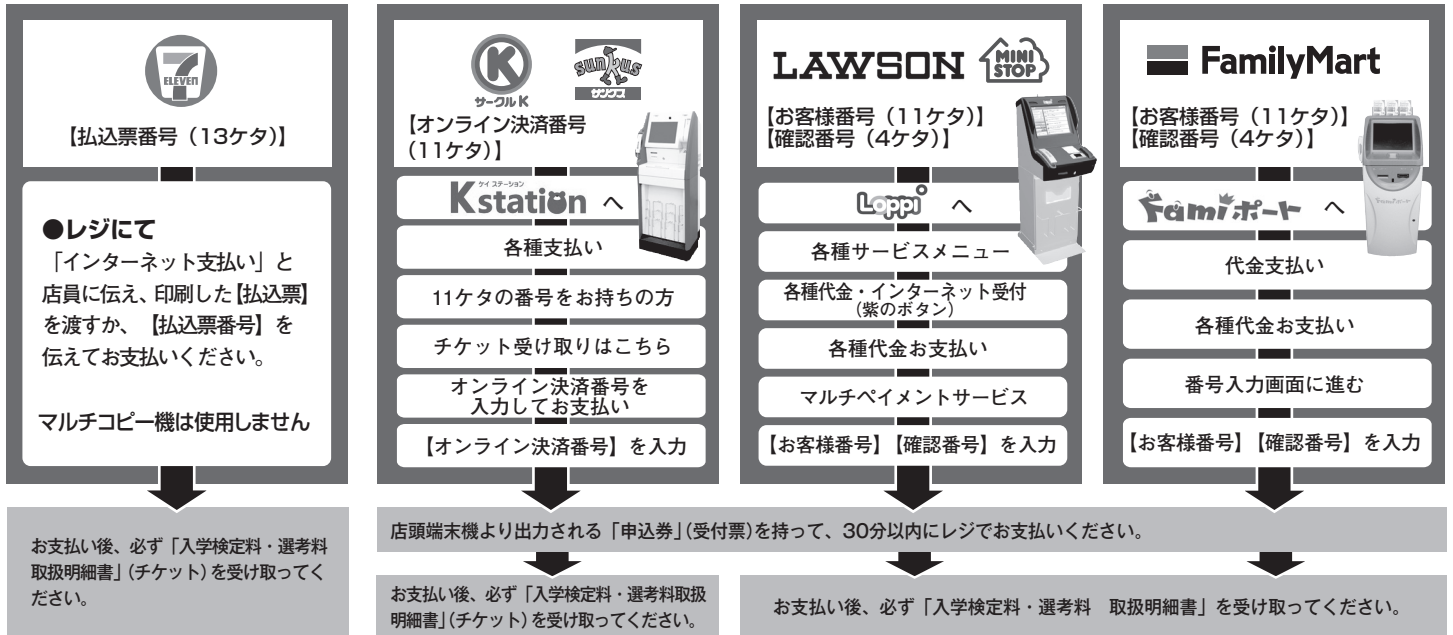 7
ELEVEN
【払込票番号（13ケタ）】
●レジにて
「インターネット支払い」と
店員に伝え、印刷した【払込票】
を渡すか、【払込票番号】を
伝えてお支払いください。
マルチコピー機は使用しません
お支払い後、必ず「入学検定料・選考料
取扱明細書」（チケット）を受け取ってく
ださい。
K
サークルK
sunkus
サンクス
【オンライン決済番号
（11ケタ）】
ケイ ステーション
Kstation へ
各種支払い
11ケタの番号をお持ちの方
チケット受け取りはこちら
オンライン決済番号を
入力してお支払い
【オンライン決済番号】を入力
LAWSON
MINI
STOP
【お客様番号（11ケタ）】
【確認番号（4ケタ）】
Loppi へ
各種サービスメニュー
各種代金・インターネット受付
（紫のボタン）
各種代金お支払い
マルチペイメントサービス
【お客様番号】【確認番号】を入力
FamilyMart
【お客様番号（11ケタ）】
【確認番号（4ケタ）】
Famiポート へ
Famiポート
代金支払い
各種代金お支払い
番号入力画面に進む
【お客様番号】【確認番号】を入力
店頭端末機より出力される「申込券」（受付票）を持って、30分以内にレジでお支払いください。
お支払い後、必ず「入学検定料・選考料取扱
明細書」（チケット）を受け取ってください。
お支払い後、必ず「入学検定料・選考料　取扱明細書」を受け取ってください。